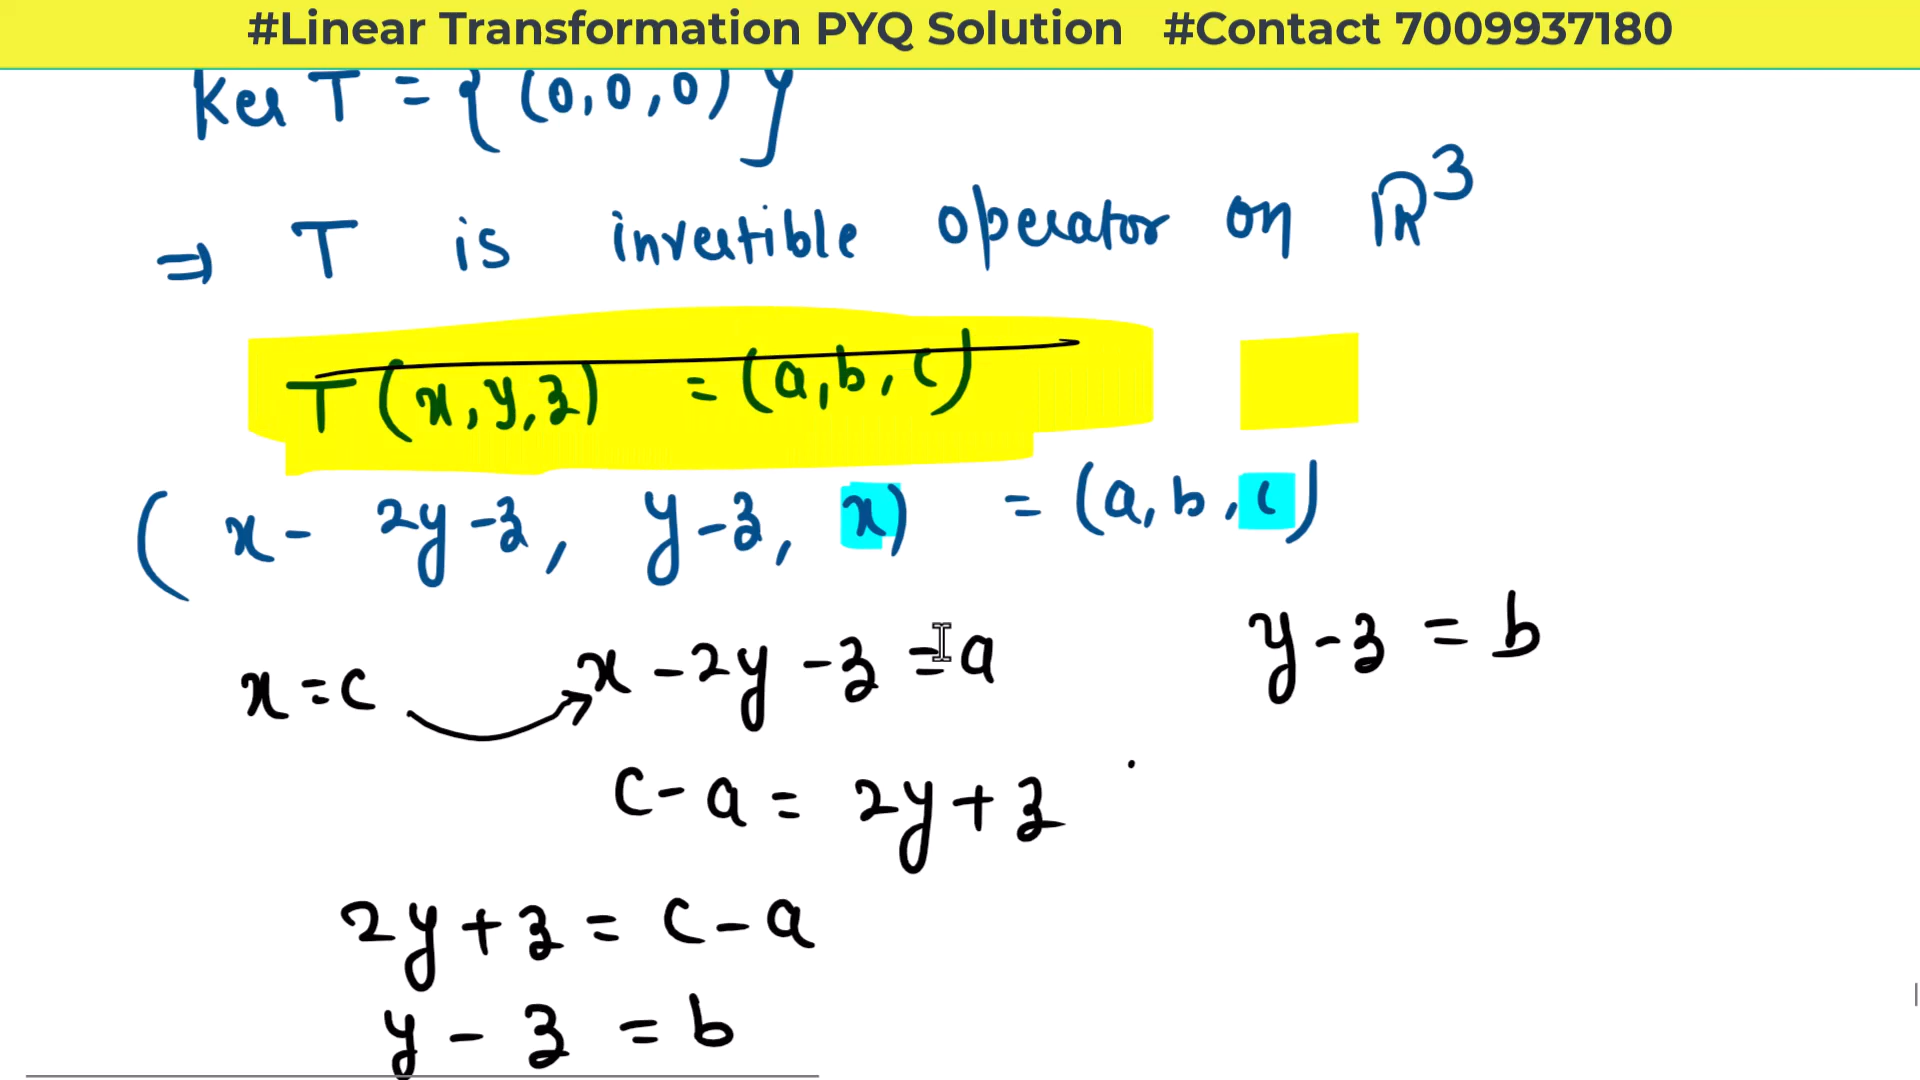 #Linear Transformation PYQ Solution #Contact 7009937180
Ker T = { (0,0,0) }
⇒ T is invertible operator on ℝ³
T(x,y,z) = (a,b,c)
( x - 2y - z, y - z, x) = (a,b,c)
x = c x - 2y - z = a y - z = b
c - a = 2y + z
2y + z = c - a
y - z = b